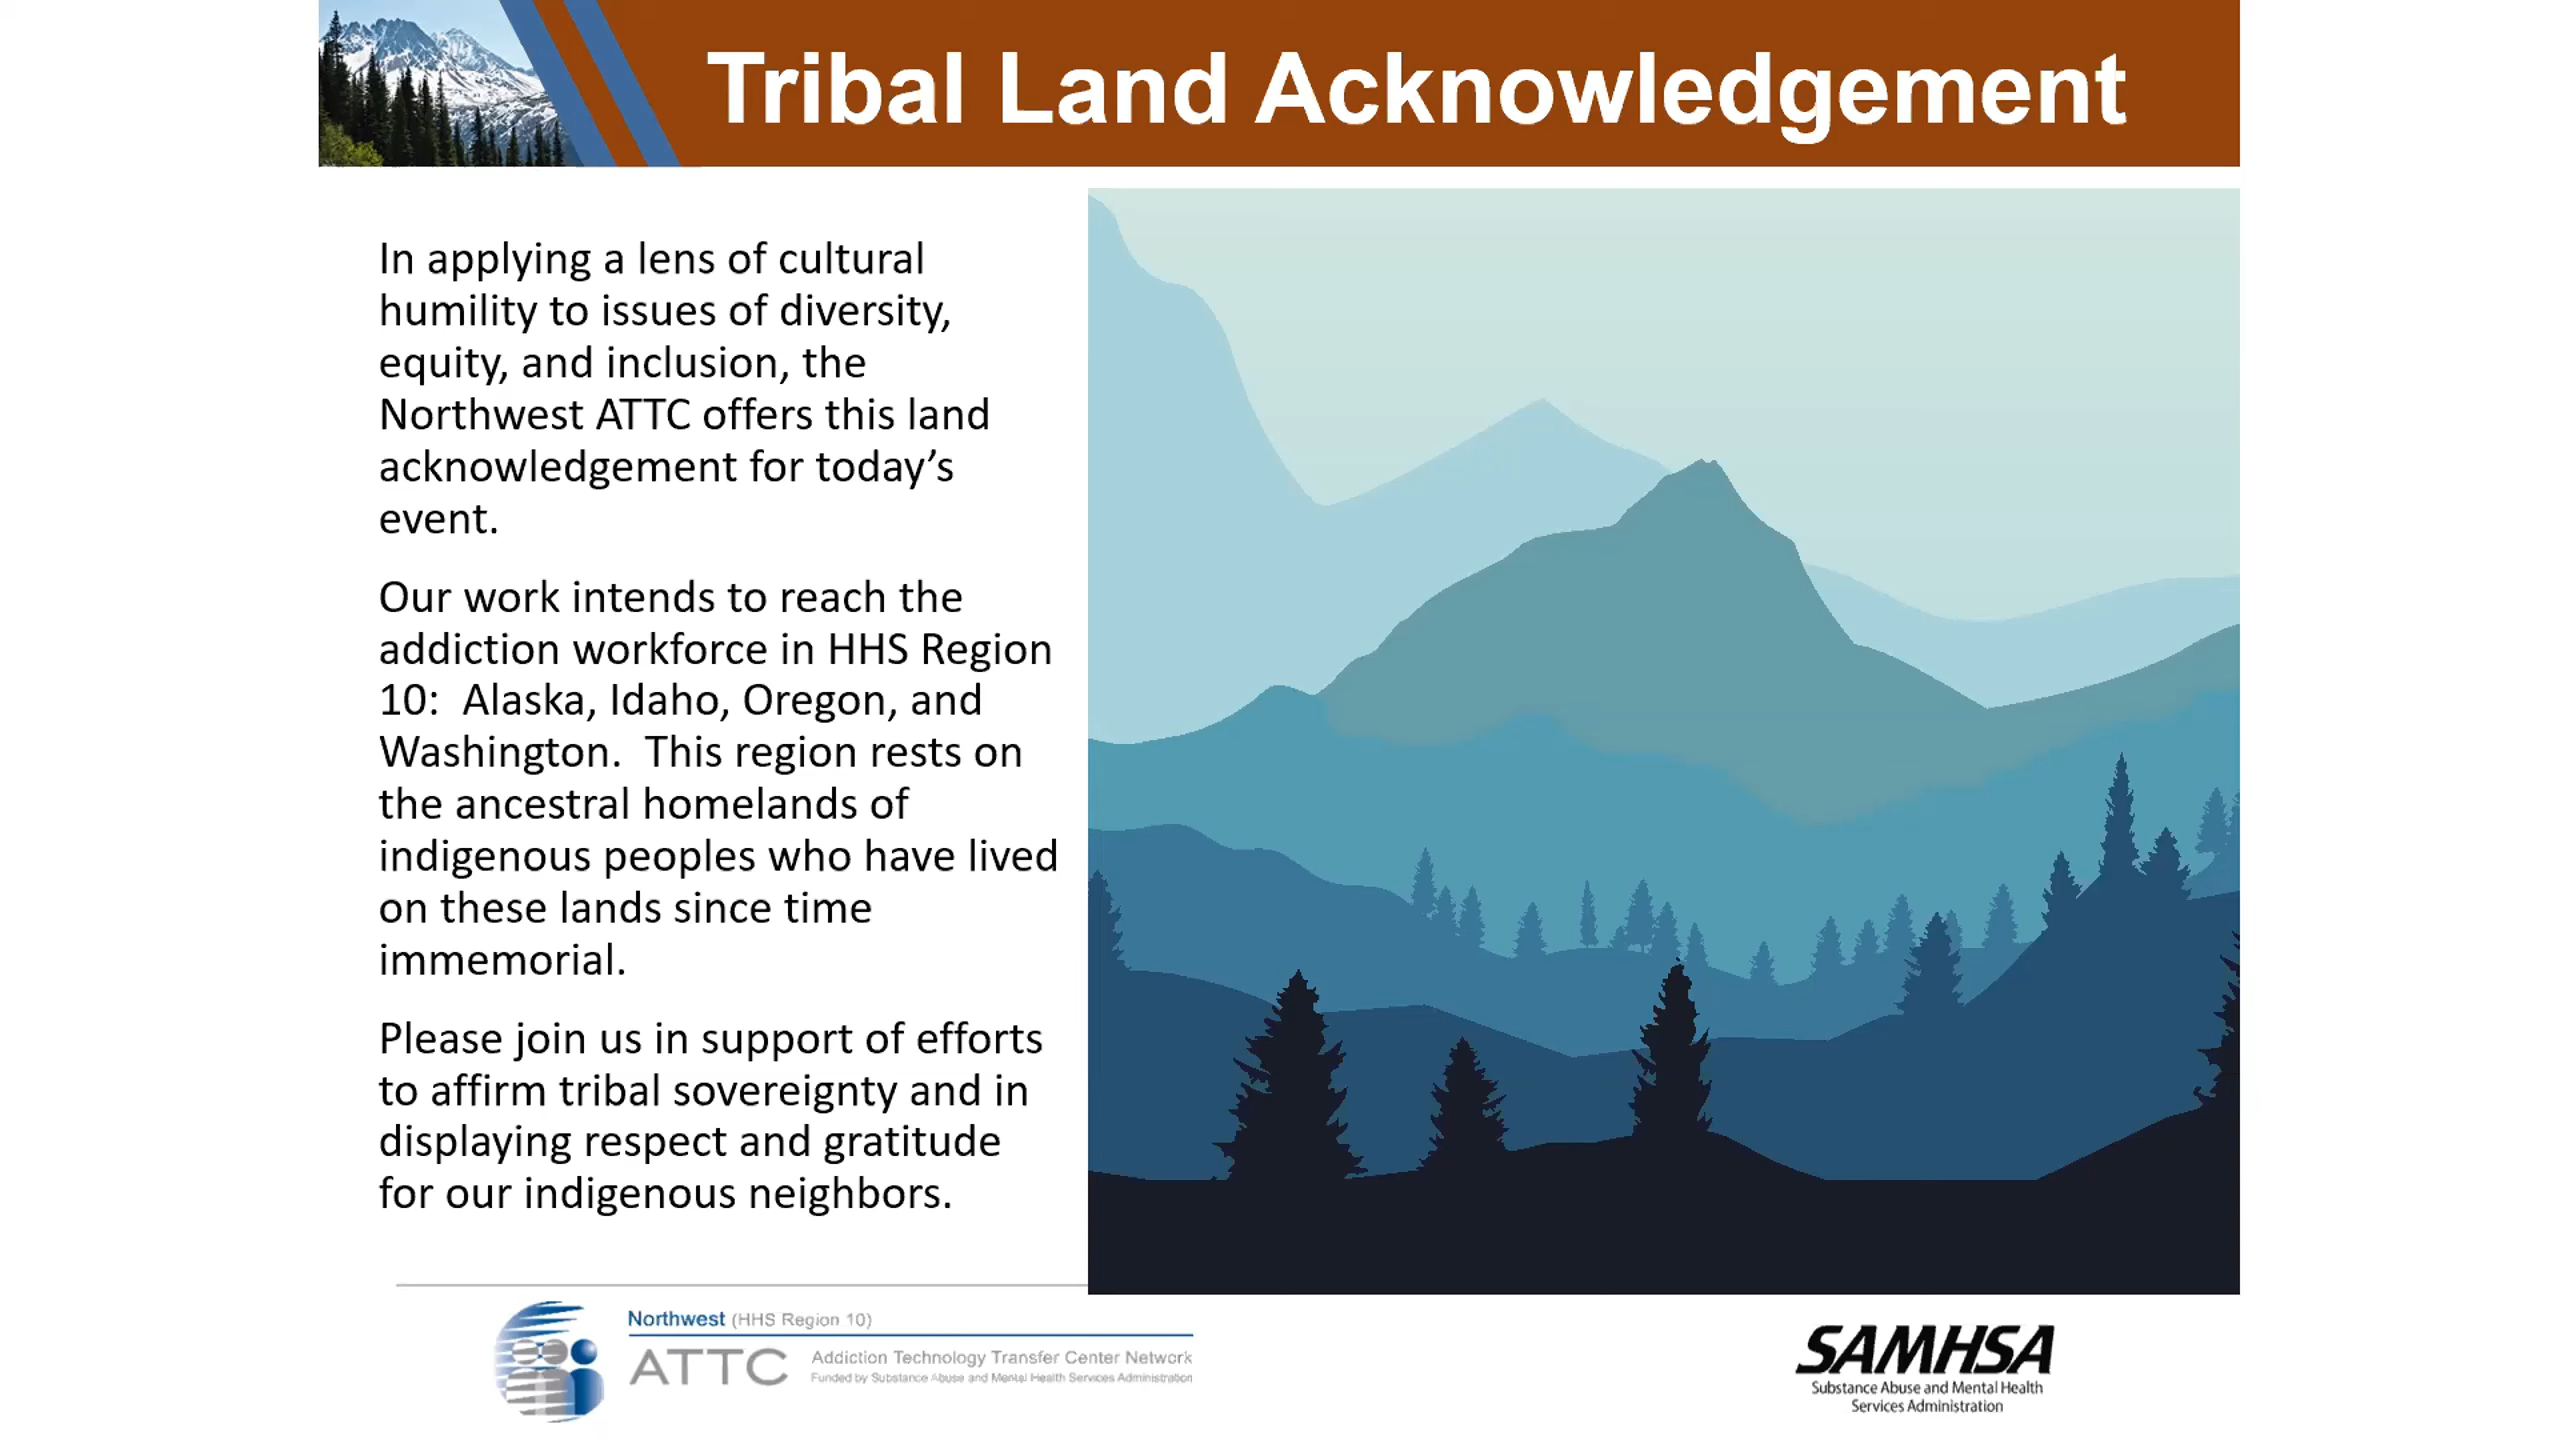 Tribal Land Acknowledgement
In applying a lens of cultural
humility to issues of diversity,
equity, and inclusion, the
Northwest ATTC offers this land
acknowledgement for today's
event.
Our work intends to reach the
addiction workforce in HHS Region
10:  Alaska, Idaho, Oregon, and
Washington.  This region rests on
the ancestral homelands of
indigenous peoples who have lived
on these lands since time
immemorial.
Please join us in support of efforts
to affirm tribal sovereignty and in
displaying respect and gratitude
for our indigenous neighbors.
Northwest (HHS Region 10)
ATTC
Addiction Technology Transfer Center Network
Funded by Substance Abuse and Mental Health Services Administration
SAMHSA
Substance Abuse and Mental Health
Services Administration